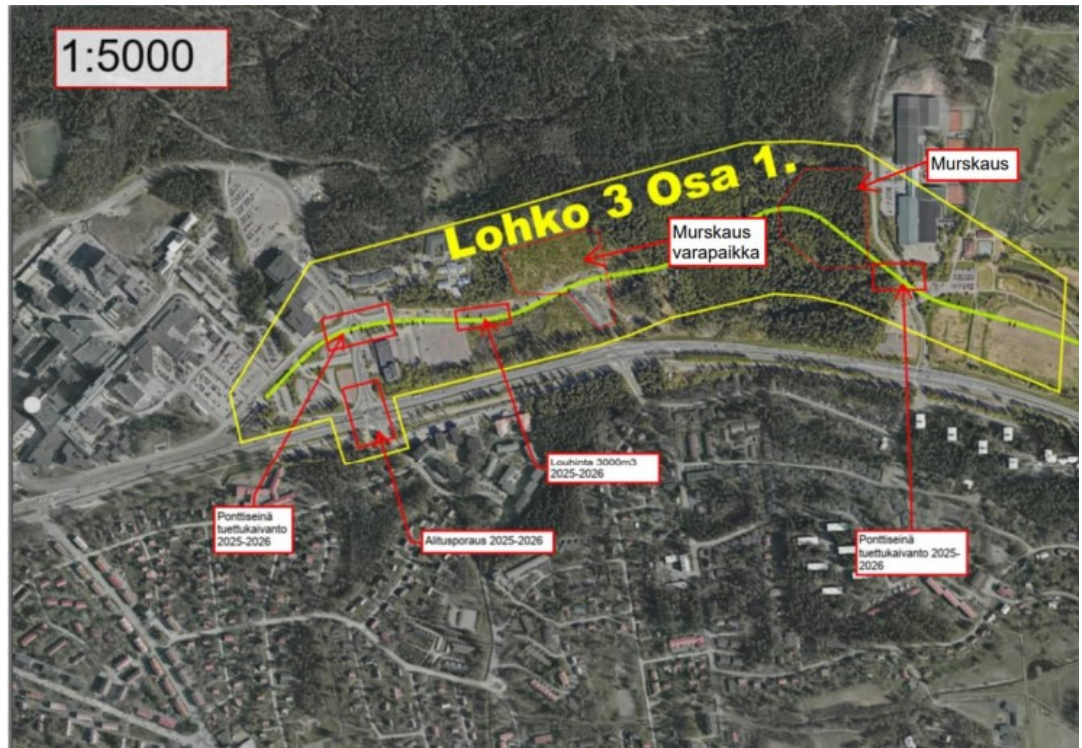 1:5000
Lohko 3 Osa 1.
Murskaus
Murskaus
varapaikka
Louhinta 3000m3
2025-2026
Ponttiseinä
tuettukaivanto
2025-2026
Alitusporaus 2025-2026
Ponttiseinä
tuettukaivanto 2025-
2026